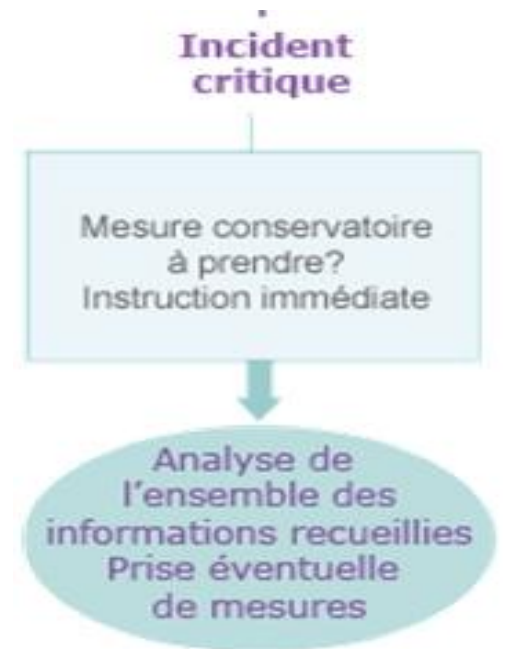 Incident
critique
Mesure conservatoire
à prendre?
Instruction immédiate
Analyse de
l'ensemble des
informations recueillies
Prise éventuelle
de mesures